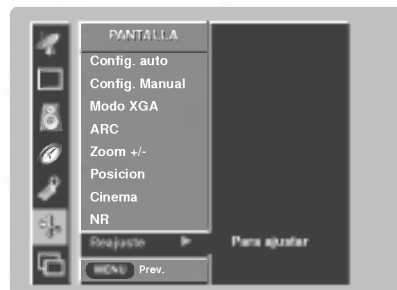 PANTALLA
Config. auto
Config. Manual
Modo XGA
ARC
Zoom +/-
Posicion
Cinema
NR
Reajuste Para ajustar
MENU Prev.